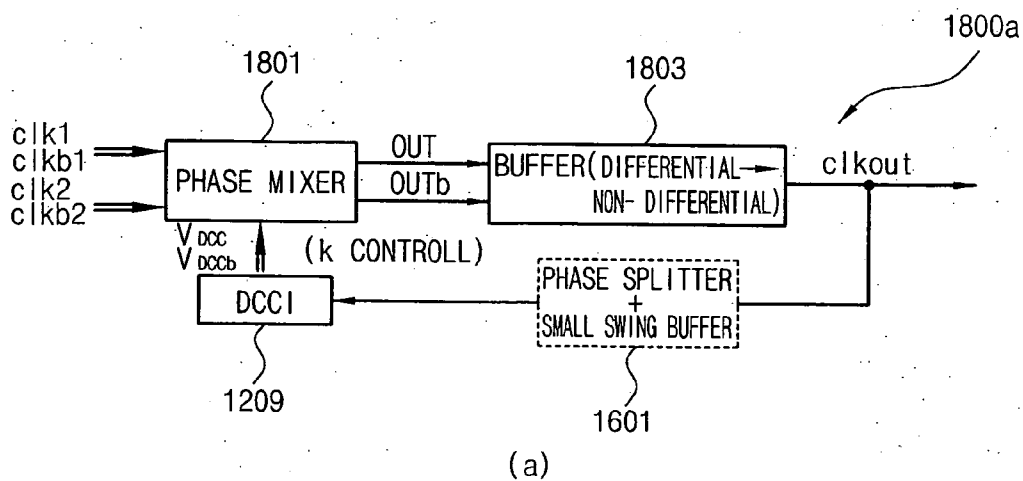 1800a
1801
1803
clk1
clkb1
clk2
clkb2
PHASE MIXER
OUT
OUTb
BUFFER(DIFFERENTIAL→
NON-DIFFERENTIAL)
clkout
VDCC
VDCCb
(k CONTROLL)
DCCI
PHASE SPLITTER
+
SMALL SWING BUFFER
1209
1601
(a)